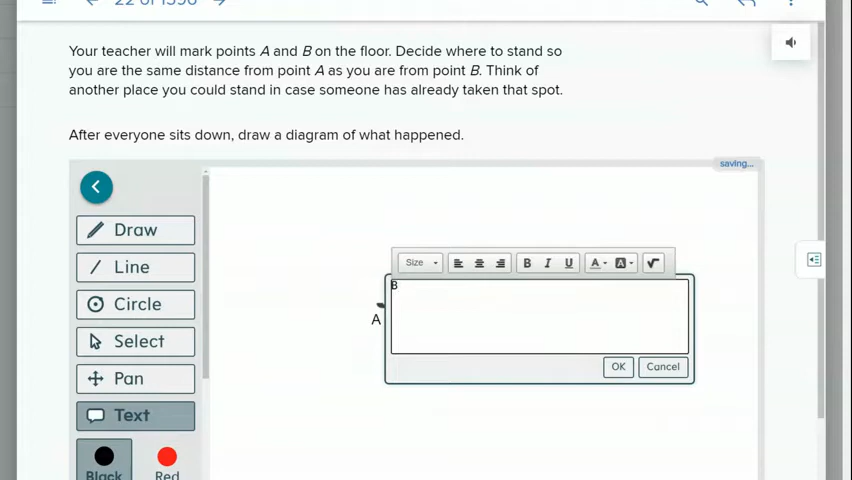 22 of 1396
Your teacher will mark points A and B on the floor. Decide where to stand so
you are the same distance from point A as you are from point B. Think of
another place you could stand in case someone has already taken that spot.
After everyone sits down, draw a diagram of what happened.
saving...
Draw
Line
Circle
Select
Pan
Text
Black
Red
Size
B I U A A √
B
A
OK Cancel